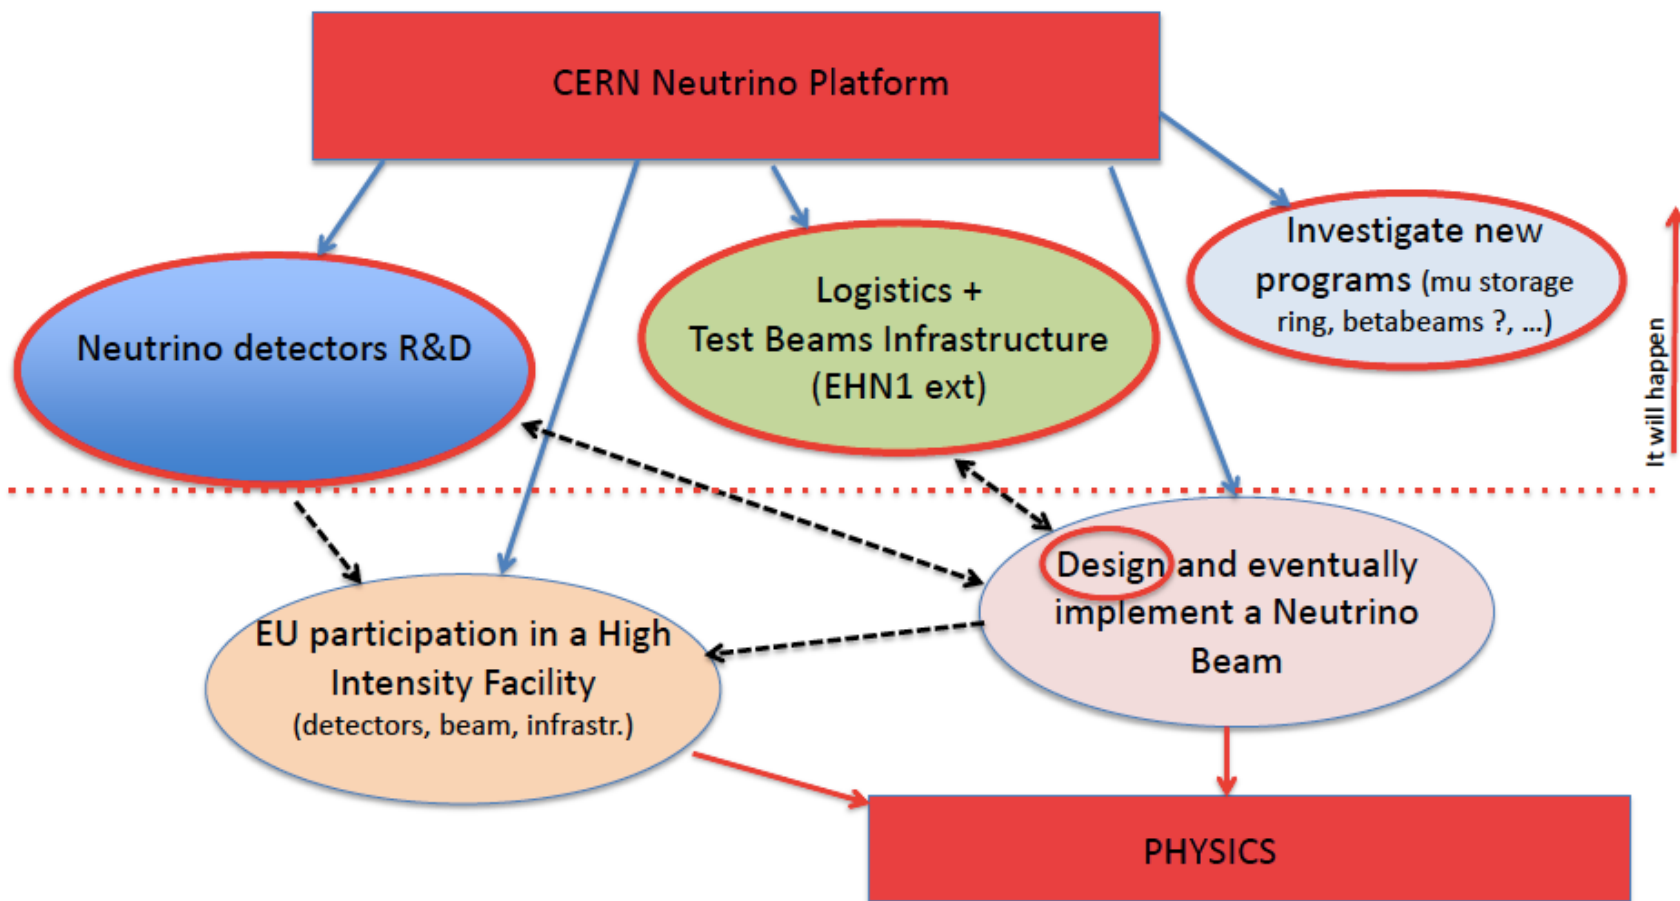 CERN Neutrino Platform
Investigate new
programs (mu storage
ring, betabeams ?, ...)
Logistics +
Test Beams Infrastructure
(EHN1 ext)
Neutrino detectors R&D
It will happen
Design and eventually
implement a Neutrino
Beam
EU participation in a High
Intensity Facility
(detectors, beam, infrastr.)
PHYSICS